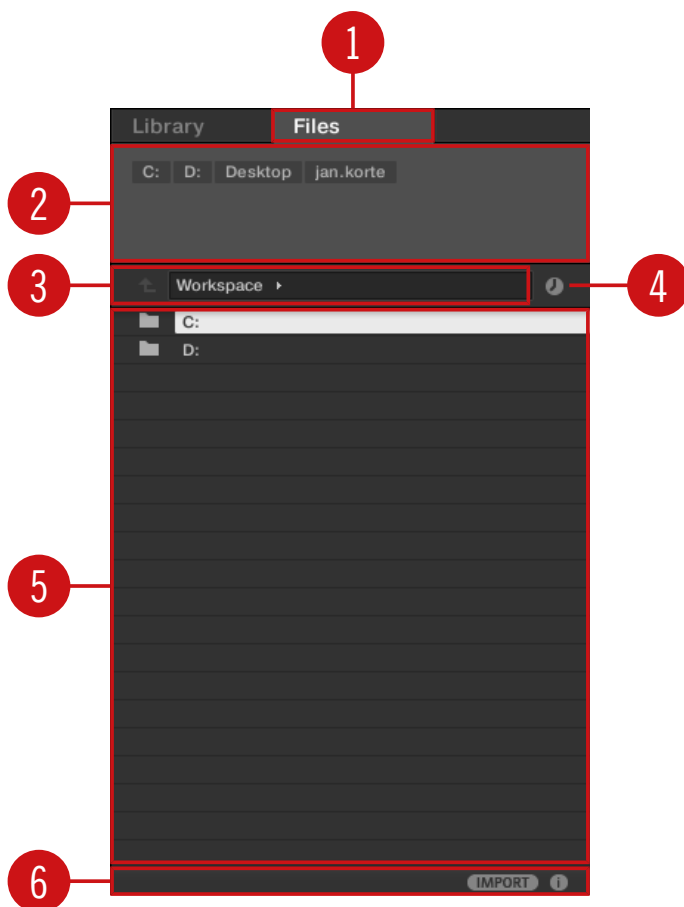 1
Library Files
2
C: D: Desktop jan.korte
3
Workspace
4
C:
D:
5
6
IMPORT i